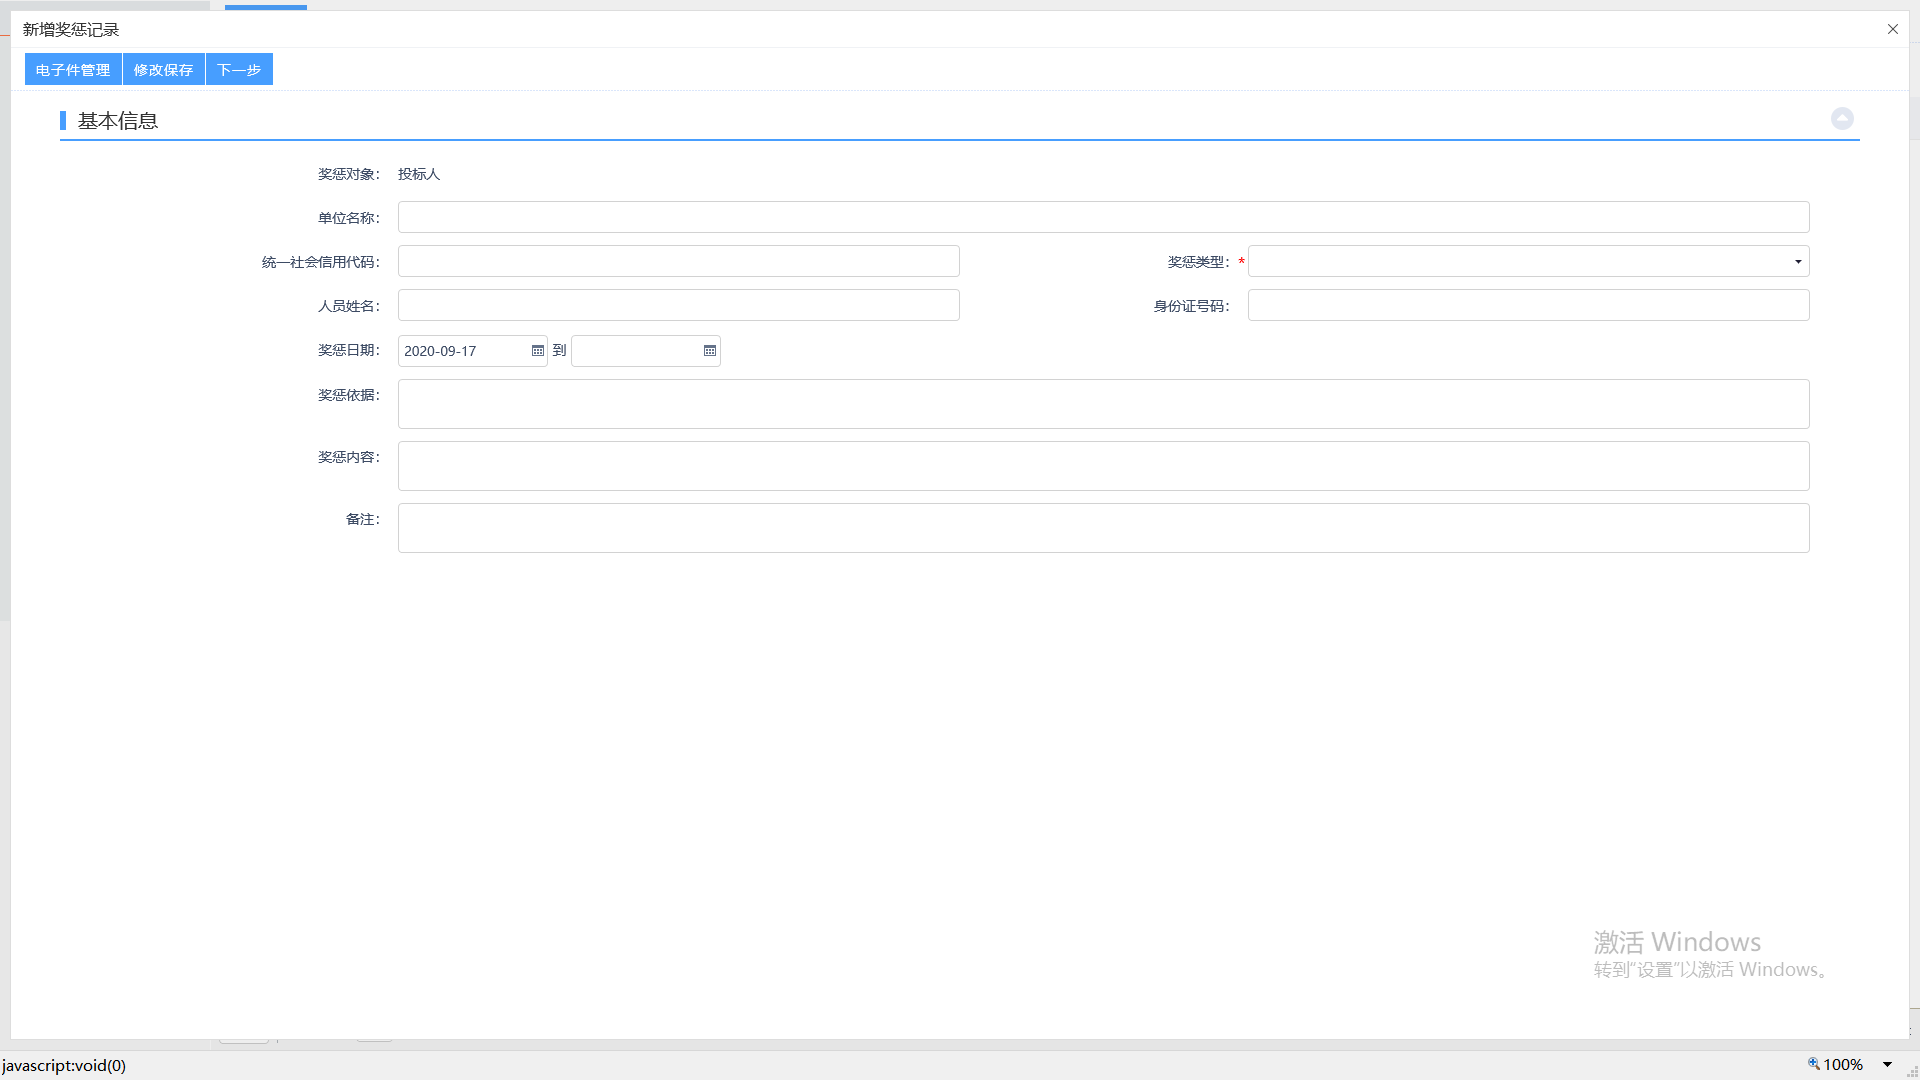 新增奖惩记录
电子件管理 修改保存 下一步
基本信息
奖惩对象： 投标人
单位名称：
统一社会信用代码： 奖惩类型： *
人员姓名： 身份证号码：
奖惩日期： 2020-09-17 到
奖惩依据：
奖惩内容：
备注：
激活 Windows
转到“设置”以激活 Windows。
javascript:void(0) 100%